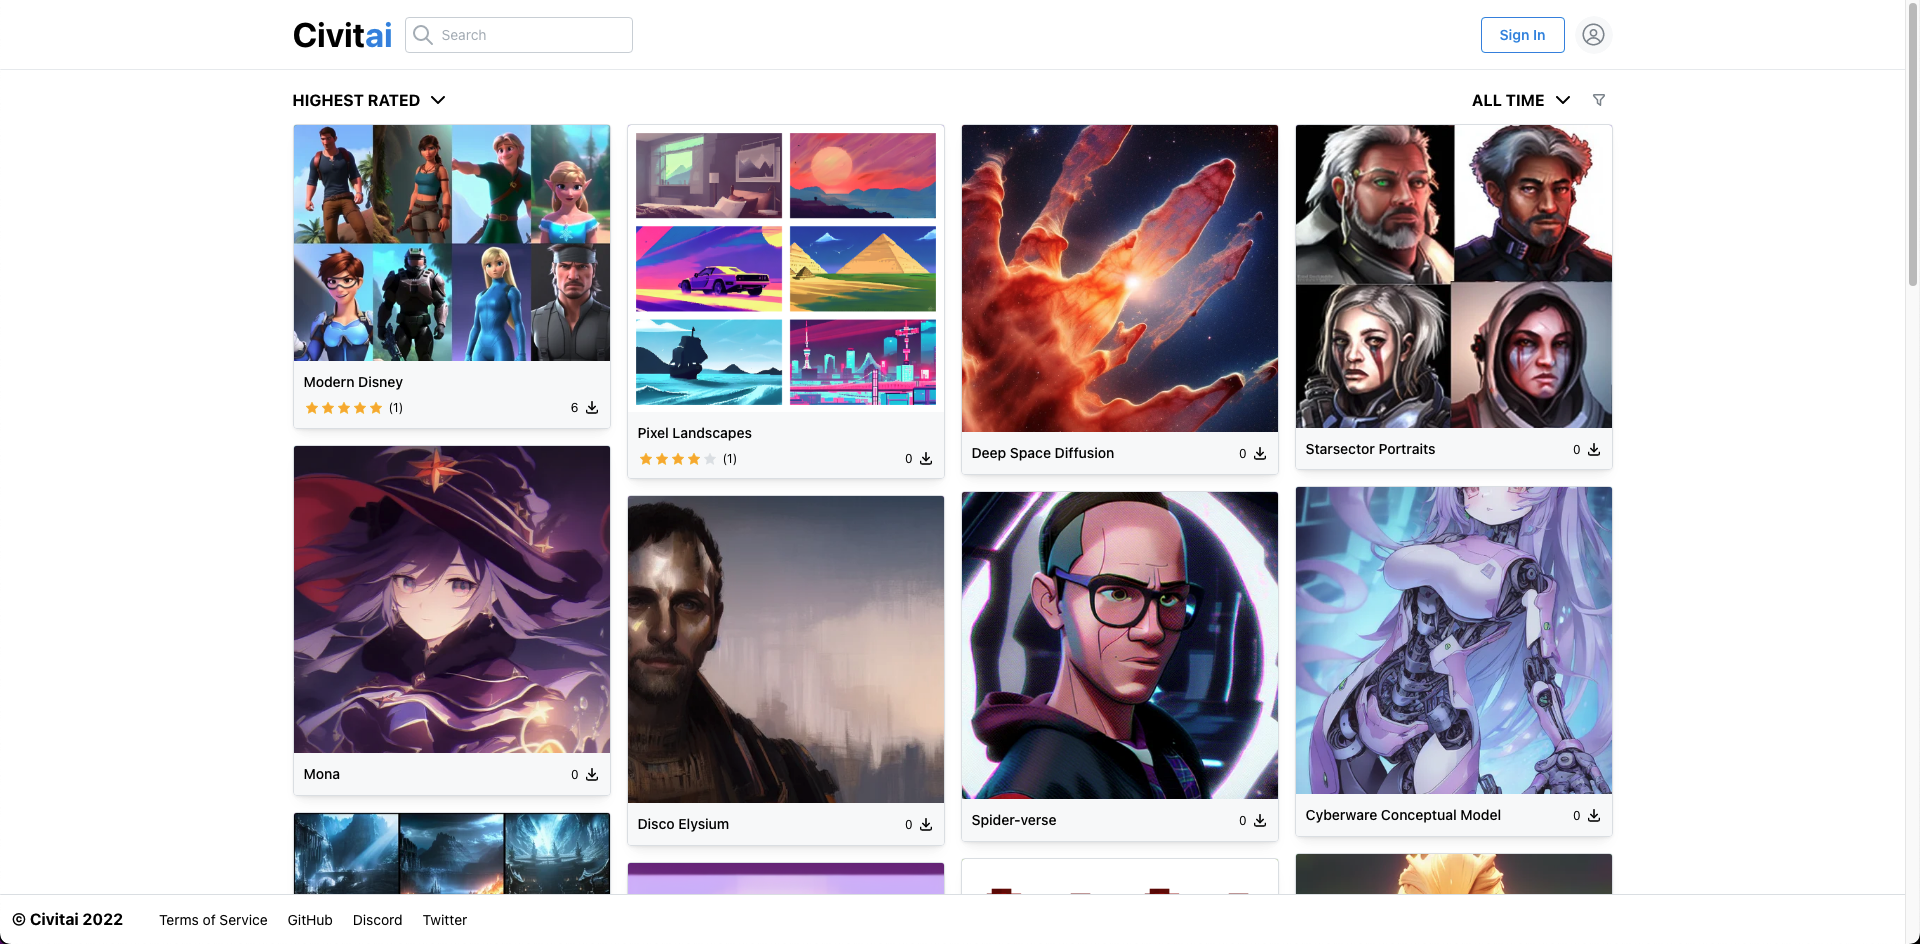 Civitai
Search
Sign In
HIGHEST RATED
ALL TIME
Modern Disney
(1)
6
Pixel Landscapes
(1)
0
Deep Space Diffusion
0
Starsector Portraits
0
Mona
0
Disco Elysium
0
Spider-verse
0
Cyberware Conceptual Model
0
© Civitai 2022
Terms of Service
GitHub
Discord
Twitter